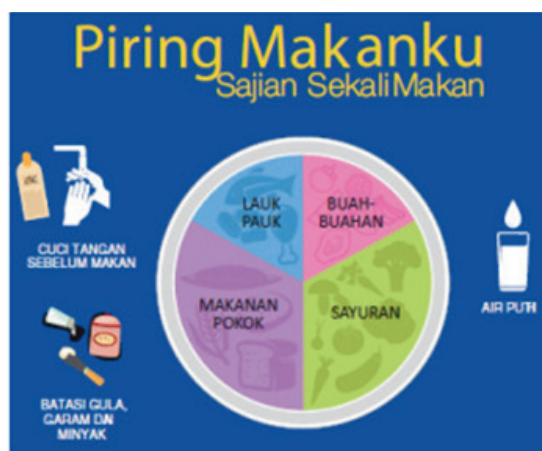 Piring Makanku
Sajian Sekali Makan
LAUK
PAUK
BUAH-
BUAHAN
CUCI TANGAN
SEBELUM MAKAN
MAKANAN
POKOK
SAYURAN
AIR PUTIH
BATASI GULA,
GARAM DAN
MINYAK